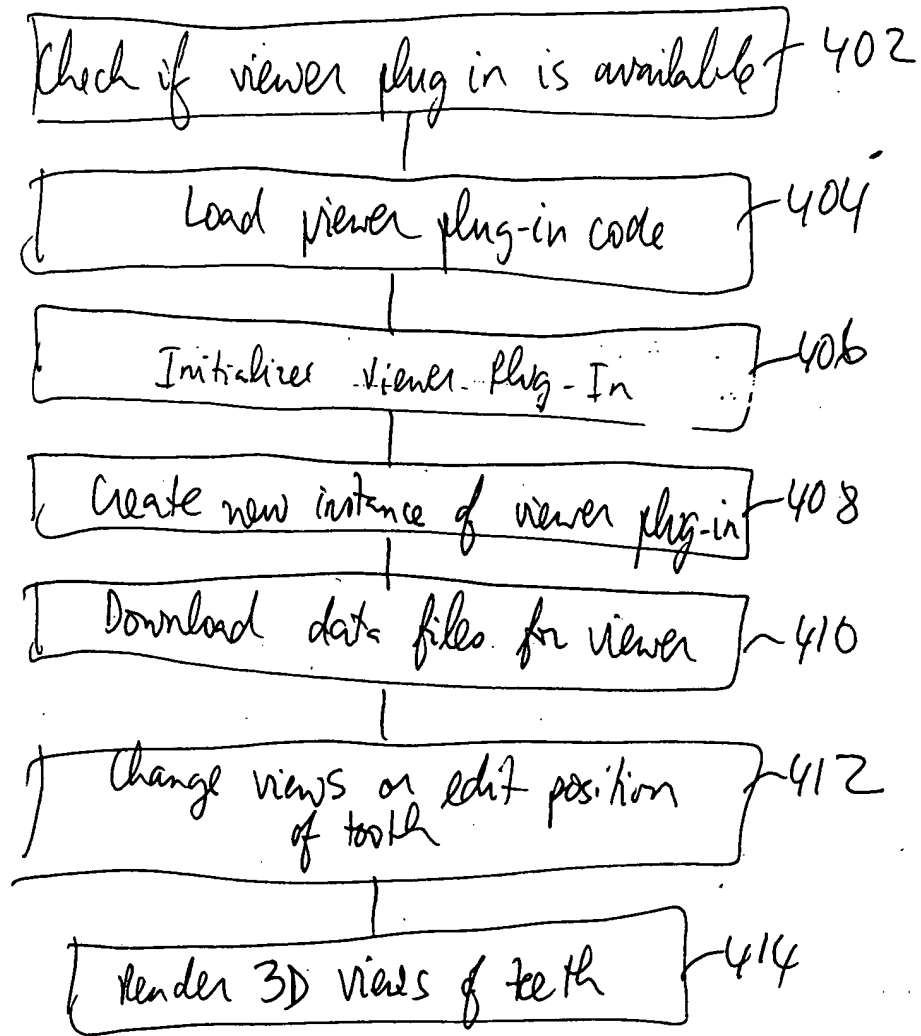 Check if viewer plug in is available 402
Load viewer plug-in code 404
Initializes viewer Plug-In 406
Create new instance of viewer plug-in 408
Download data files for viewer 410
Change views or edit position 412
of tooth
Render 3D views of teeth 414